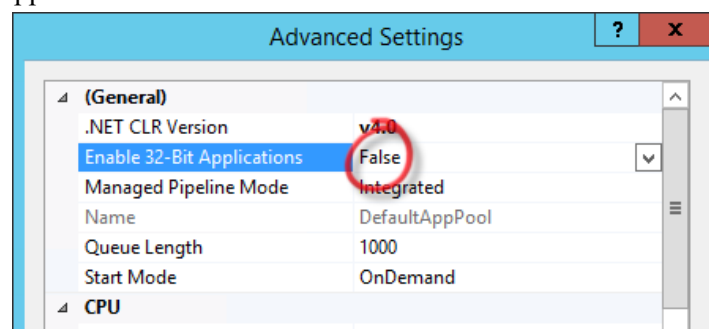 Advanced Settings
?
x
(General)
.NET CLR Version v4.0
Enable 32-Bit Applications False
Managed Pipeline Mode Integrated
Name DefaultAppPool
Queue Length 1000
Start Mode OnDemand
CPU